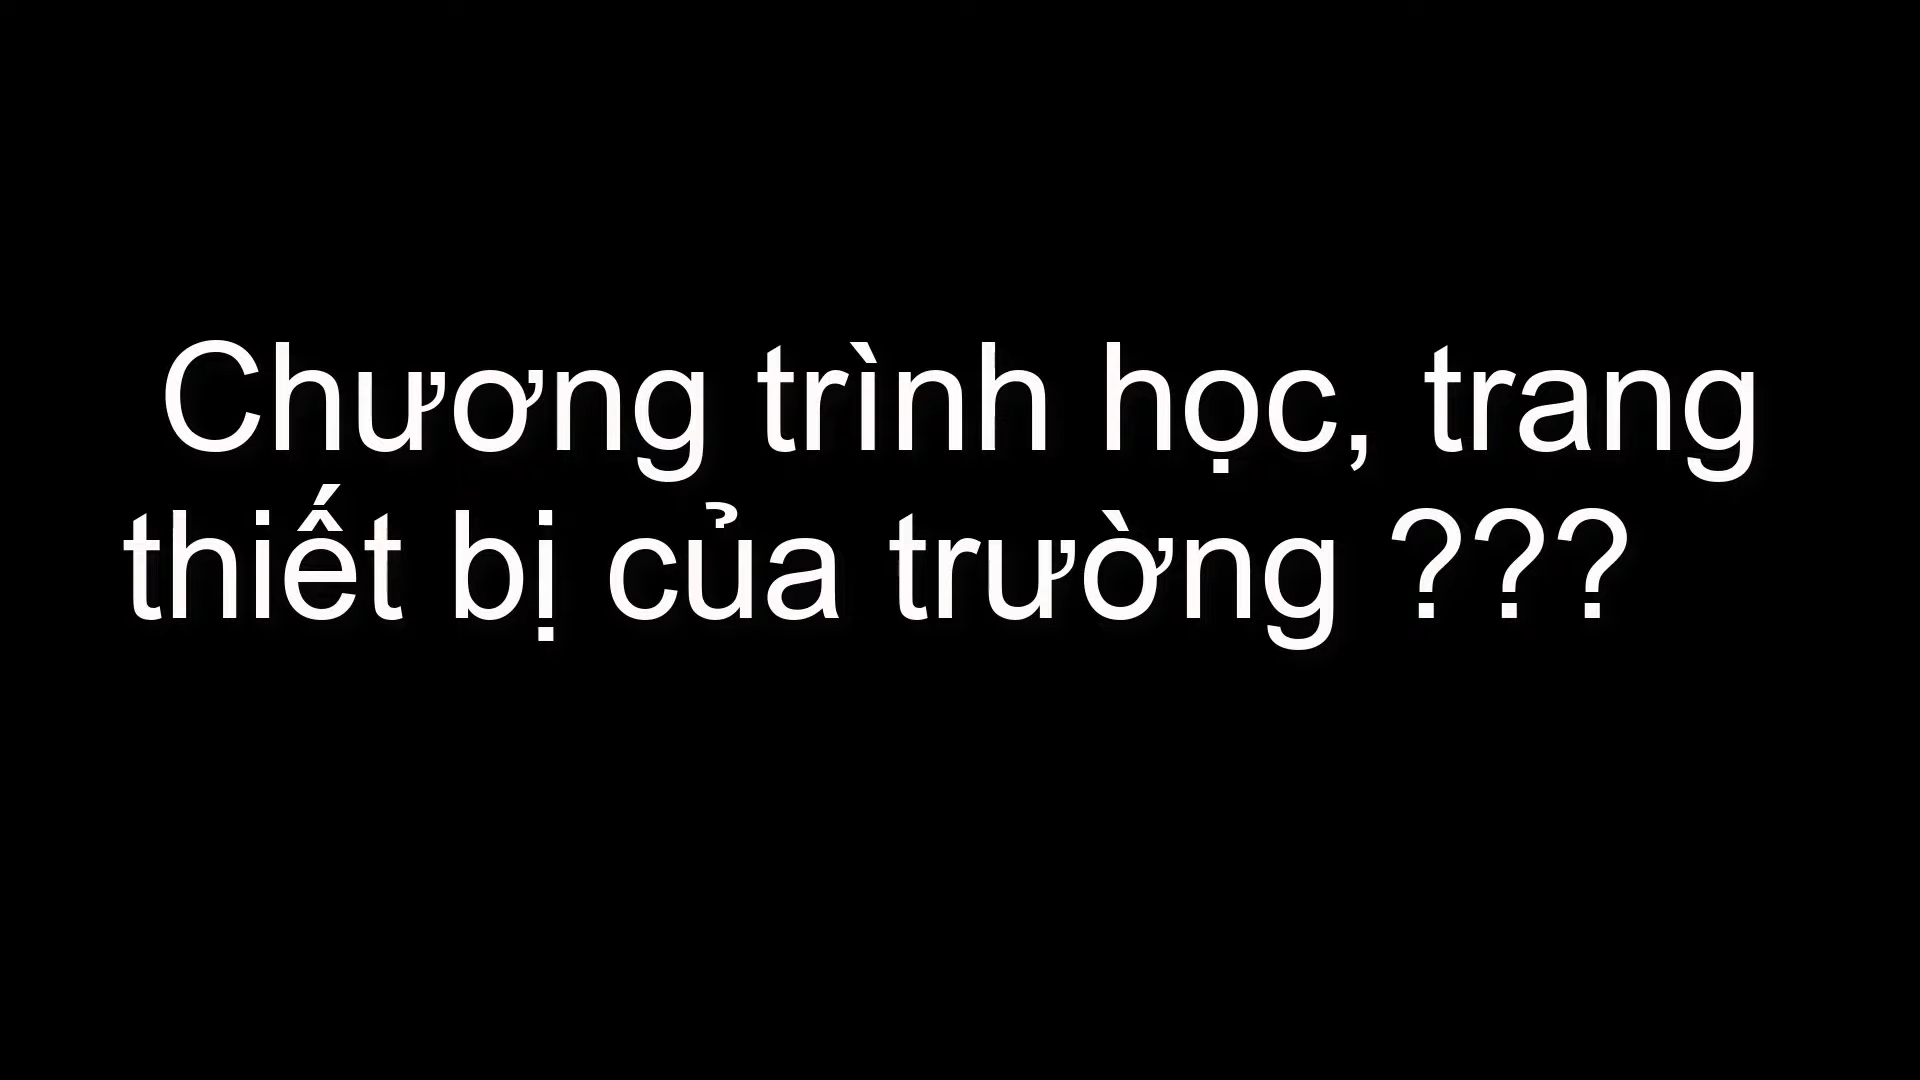 Chương trình học, trang
thiết bị của trường ???